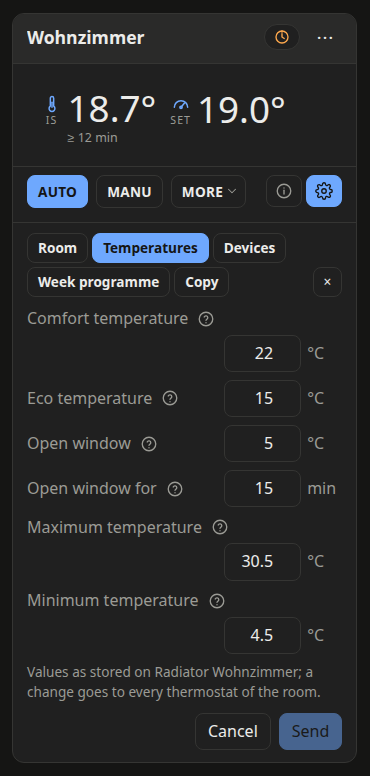 Wohnzimmer
IS 18.7° SET 19.0°
≥ 12 min
AUTO MANU MORE
Room Temperatures Devices
Week programme Copy ×
Comfort temperature ?
22 °C
Eco temperature ? 15 °C
Open window ? 5 °C
Open window for ? 15 min
Maximum temperature ?
30.5 °C
Minimum temperature ?
4.5 °C
Values as stored on Radiator Wohnzimmer; a
change goes to every thermostat of the room.
Cancel Send